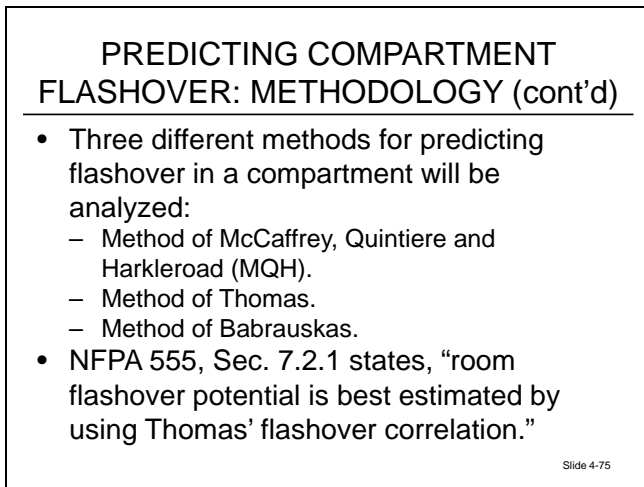 PREDICTING COMPARTMENT
FLASHOVER: METHODOLOGY (cont'd)
• Three different methods for predicting
flashover in a compartment will be
analyzed:
– Method of McCaffrey, Quintiere and
Harkleroad (MQH).
– Method of Thomas.
– Method of Babrauskas.
• NFPA 555, Sec. 7.2.1 states, “room
flashover potential is best estimated by
using Thomas’ flashover correlation.”
Slide 4-75